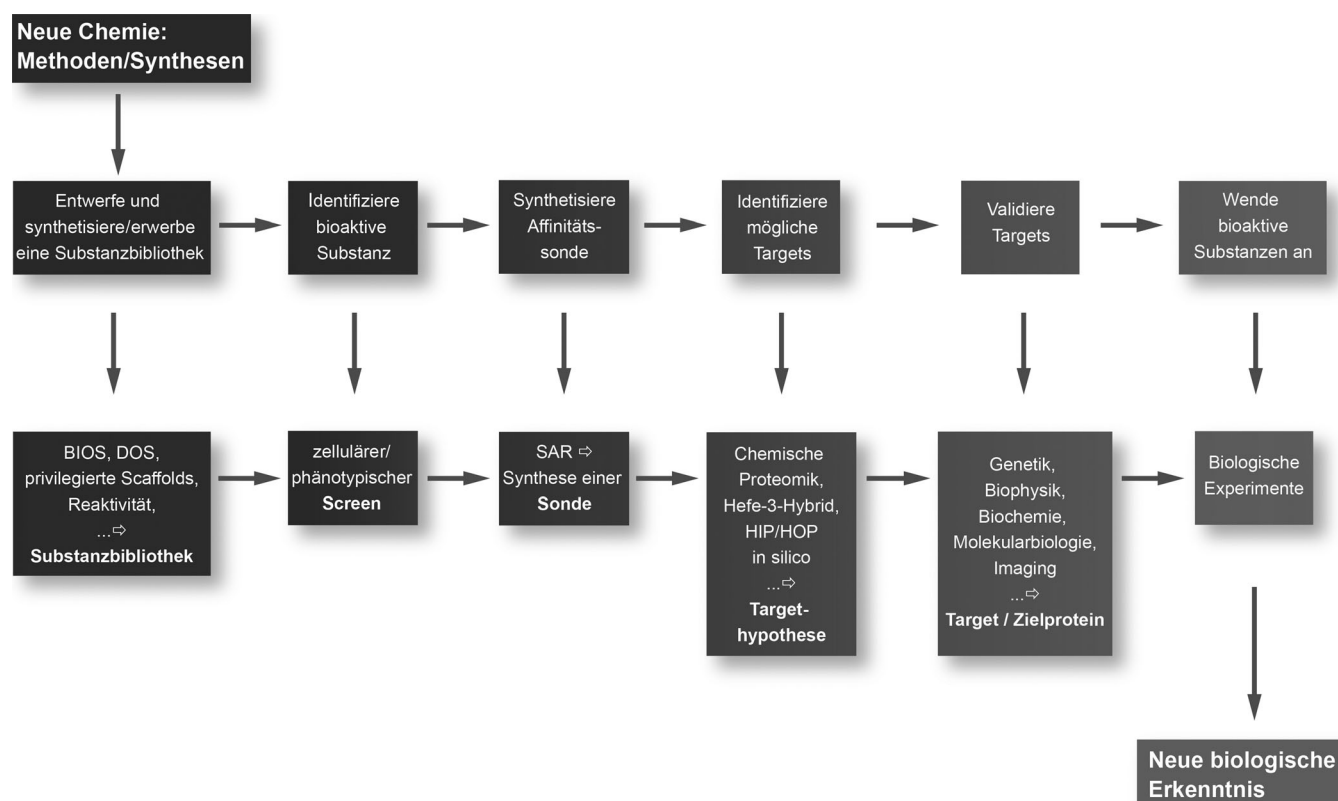 Neue Chemie:
Methoden/Synthesen
Entwerfe und
synthetisiere/erwerbe
eine Substanzbibliothek
Identifiziere
bioaktive
Substanz
Synthetisiere
Affinitäts-
sonde
Identifiziere
mögliche
Targets
Validiere
Targets
Wende
bioaktive
Substanzen an
BIOS, DOS,
privilegierte Scaffolds,
Reaktivität,
...⇨
Substanzbibliothek
zellulärer/
phänotypischer
Screen
SAR ⇨
Synthese einer
Sonde
Chemische
Proteomik,
Hefe-3-Hybrid,
HIP/HOP
in silico
...⇨
Target-
hypothese
Genetik,
Biophysik,
Biochemie,
Molekularbiologie,
Imaging
...⇨
Target / Zielprotein
Biologische
Experimente
Neue biologische
Erkenntnis